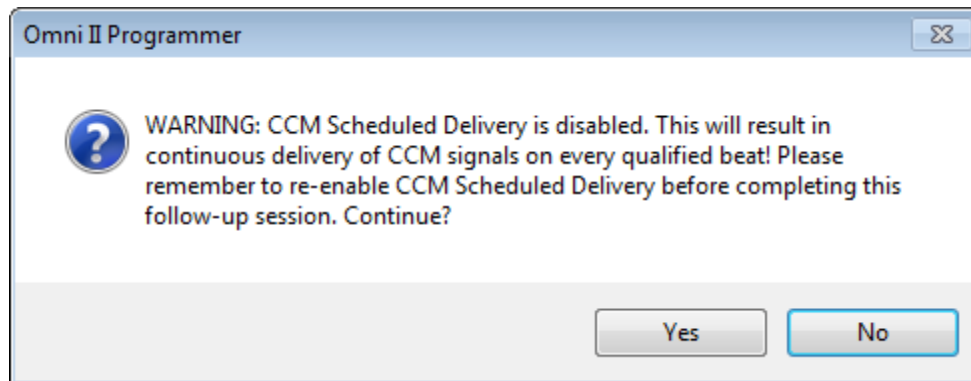 Omni II Programmer
WARNING: CCM Scheduled Delivery is disabled. This will result in
continuous delivery of CCM signals on every qualified beat! Please
remember to re-enable CCM Scheduled Delivery before completing this
follow-up session. Continue?
Yes
No